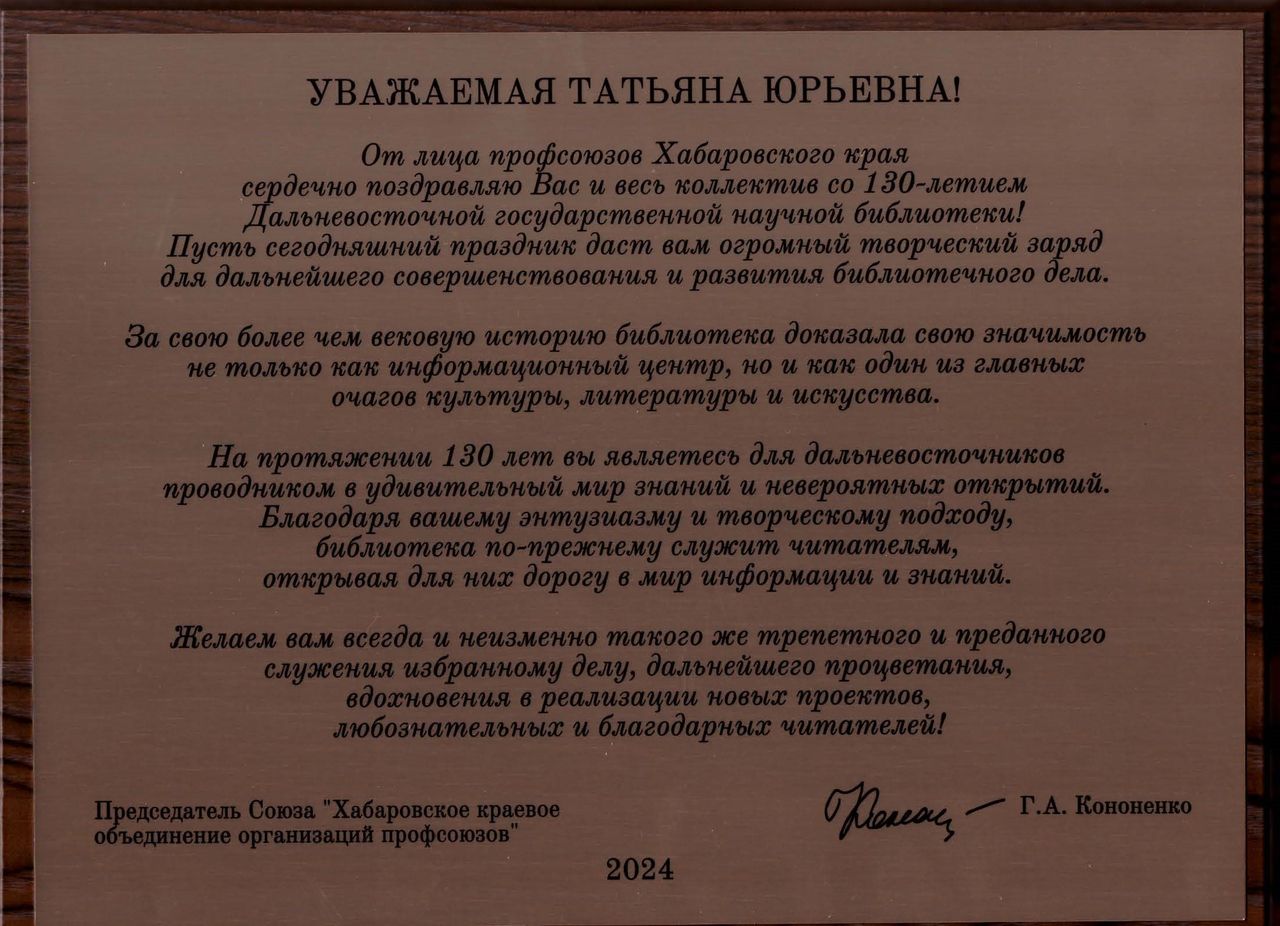 УВАЖАЕМАЯ ТАТЬЯНА ЮРЬЕВНА!
От лица профсоюзов Хабаровского края
сердечно поздравляю Вас и весь коллектив со 130-летием
Дальневосточной государственной научной библиотеки!
Пусть сегодняшний праздник даст вам огромный творческий заряд
для дальнейшего совершенствования и развития библиотечного дела.
За свою более чем вековую историю библиотека доказала свою значимость
не только как информационный центр, но и как один из главных
очагов культуры, литературы и искусства.
На протяжении 130 лет вы являетесь для дальневосточников
проводником в удивительный мир знаний и невероятных открытий.
Благодаря вашему энтузиазму и творческому подходу,
библиотека по-прежнему служит читателям,
открывая для них дорогу в мир информации и знаний.
Желаем вам всегда и неизменно такого же трепетного и преданного
служения избранному делу, дальнейшего процветания,
вдохновения в реализации новых проектов,
любознательных и благодарных читателей!
Председатель Союза "Хабаровское краевое
объединение организаций профсоюзов"
Г.А. Кононенко
2024